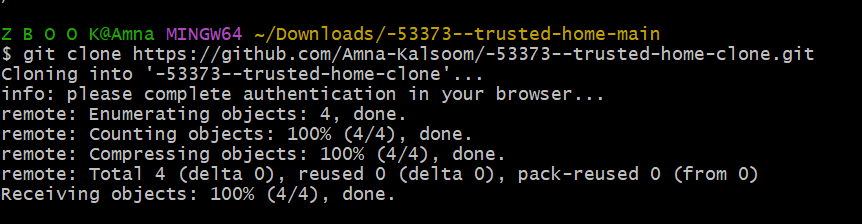 Z B O O K@Amna MINGW64 ~/Downloads/-53373--trusted-home-main
$ git clone https://github.com/Amna-Kalsoom/-53373--trusted-home-clone.git
Cloning into '-53373--trusted-home-clone'...
info: please complete authentication in your browser...
remote: Enumerating objects: 4, done.
remote: Counting objects: 100% (4/4), done.
remote: Compressing objects: 100% (4/4), done.
remote: Total 4 (delta 0), reused 0 (delta 0), pack-reused 0 (from 0)
Receiving objects: 100% (4/4), done.